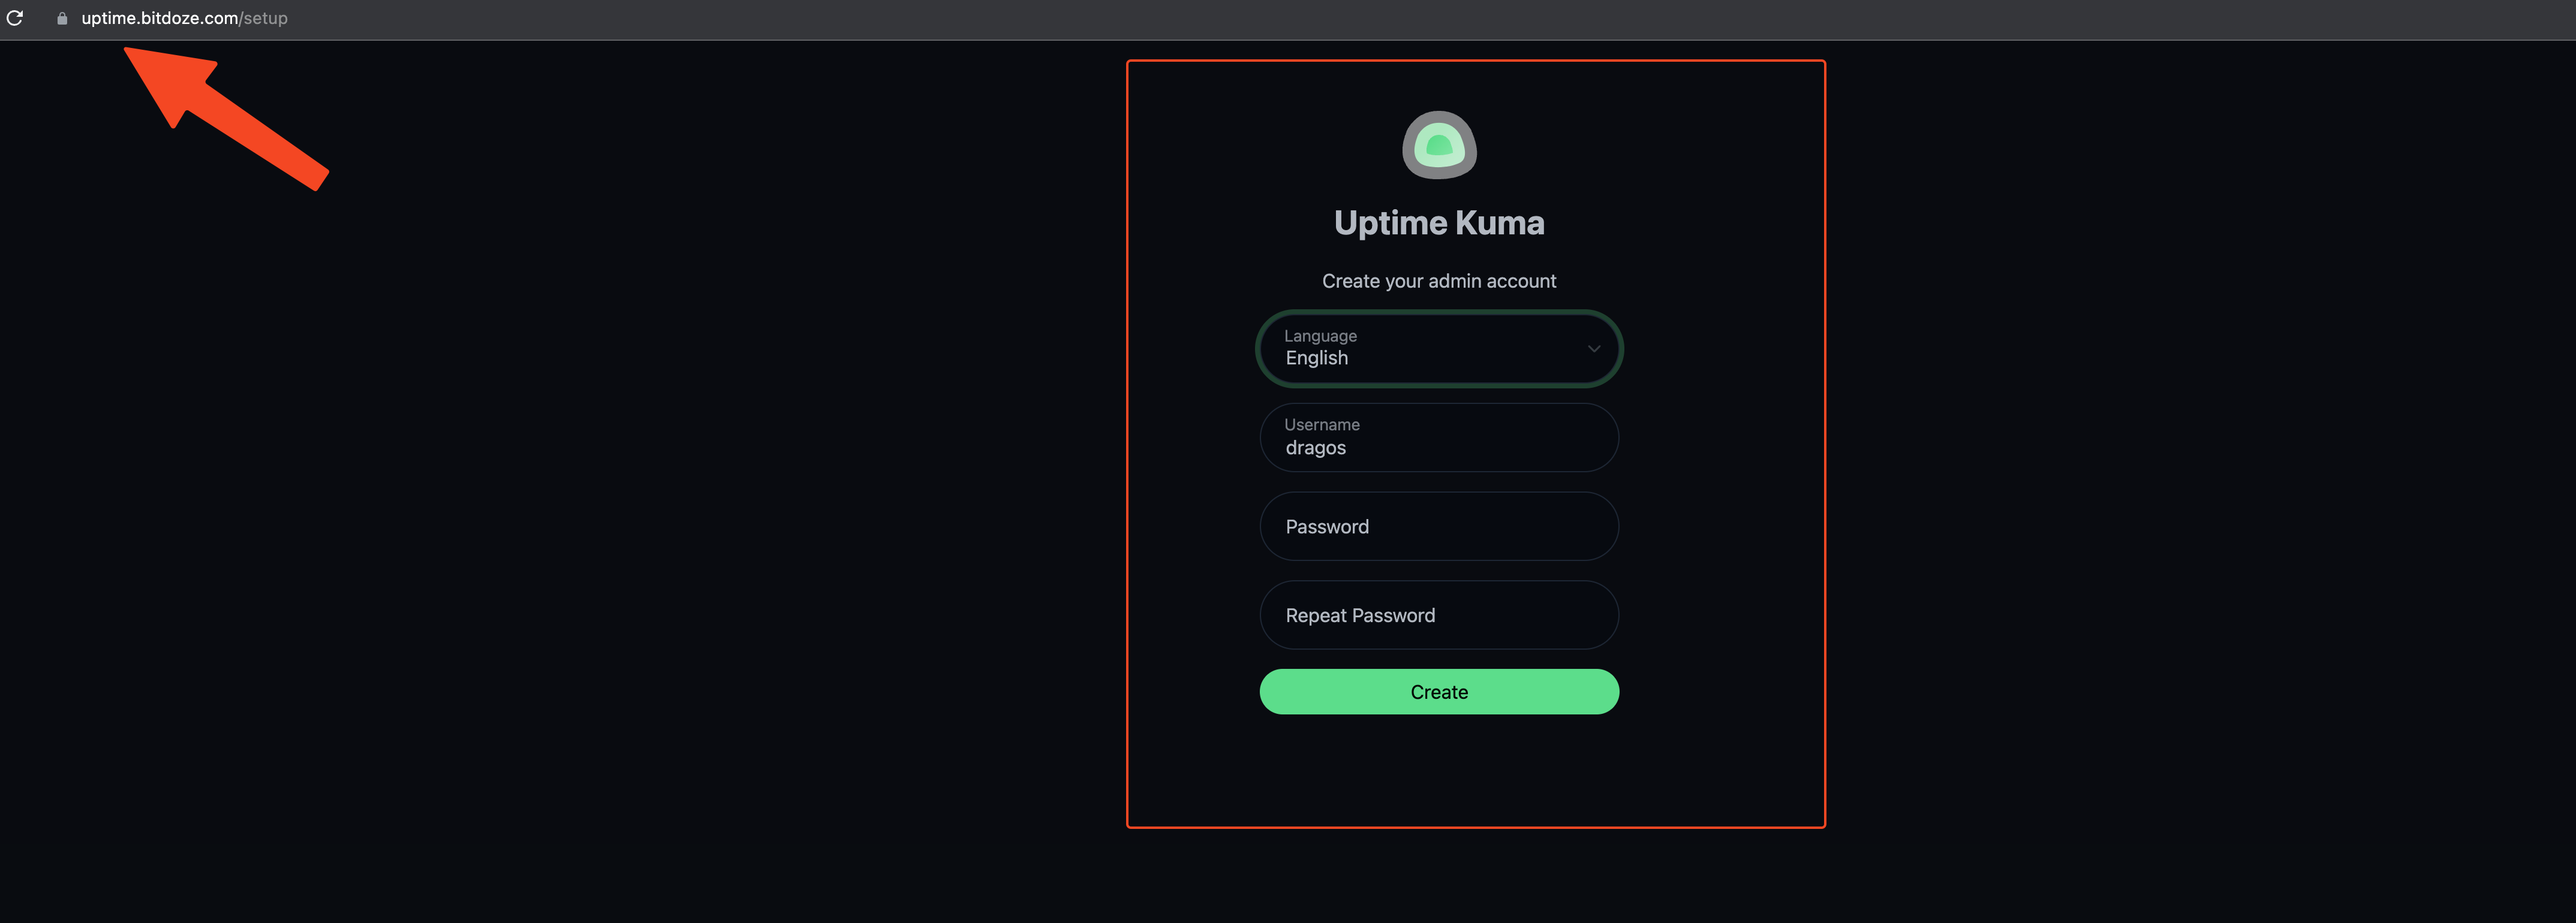 uptime.bitdoze.com/setup
Uptime Kuma
Create your admin account
Language
English
Username
dragos
Password
Repeat Password
Create